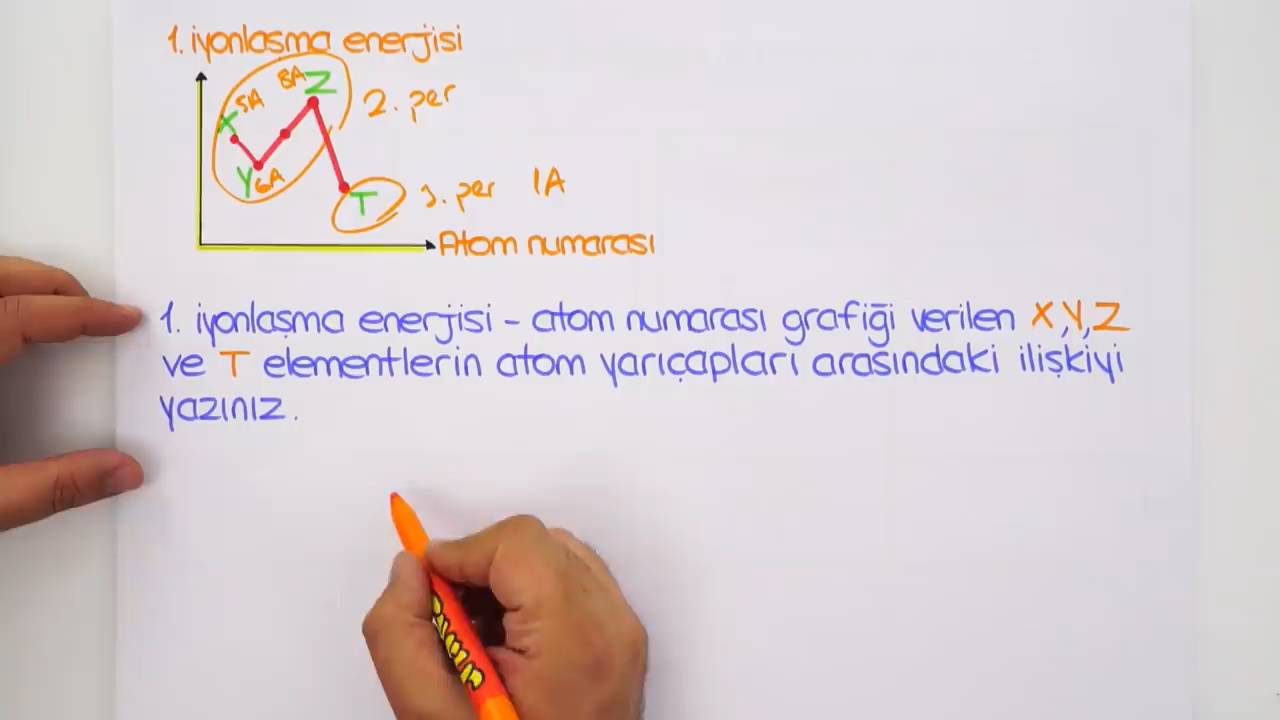 1. iyonlaşma enerjisi
8A Z
5A
X
2. per
Y 6A
T
3. per 1A
Atom numarası
1. iyonlaşma enerjisi - atom numarası grafiği verilen X,Y,Z
ve T elementlerin atom yarıçapları arasındaki ilişkiyi
yazınız.